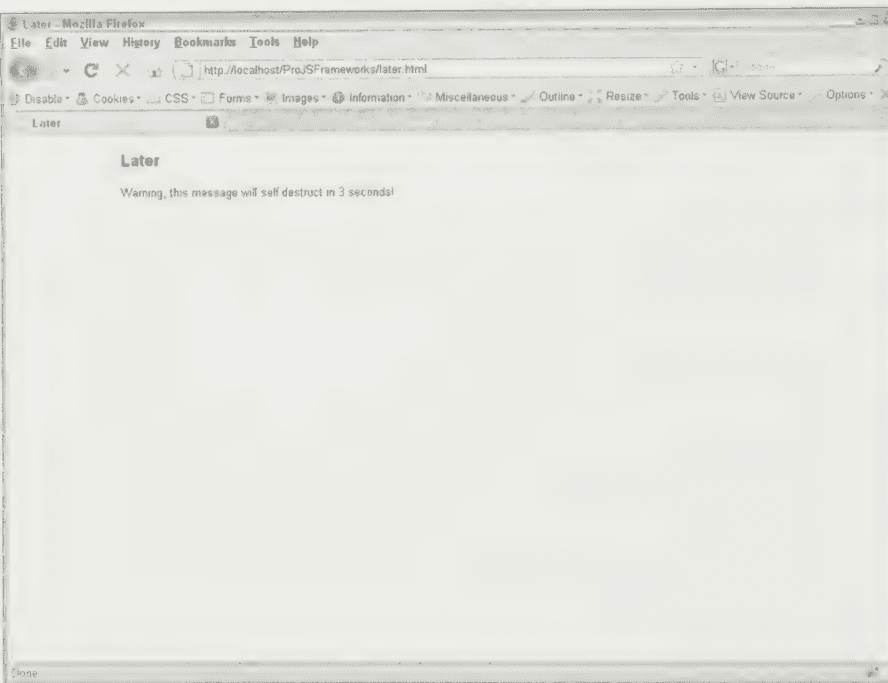 Later - Mozilla Firefox
File Edit View History Bookmarks Tools Help
http://localhost/ProJSFrameworks/later.html
Disable Cookies CSS Forms Images Information Miscellaneous Outline Resize Tools View Source Options
Later
Later
Warning, this message will self destruct in 3 seconds!
Done